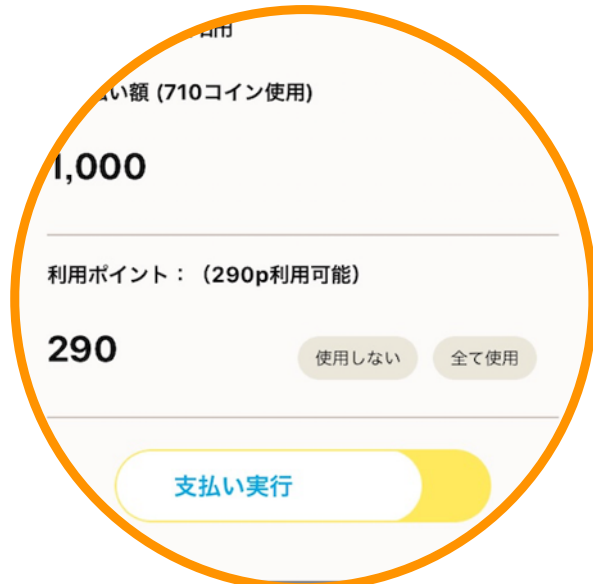 い額 (710コイン使用)
1,000
利用ポイント：（290p利用可能）
290
使用しない 全て使用
支払い実行